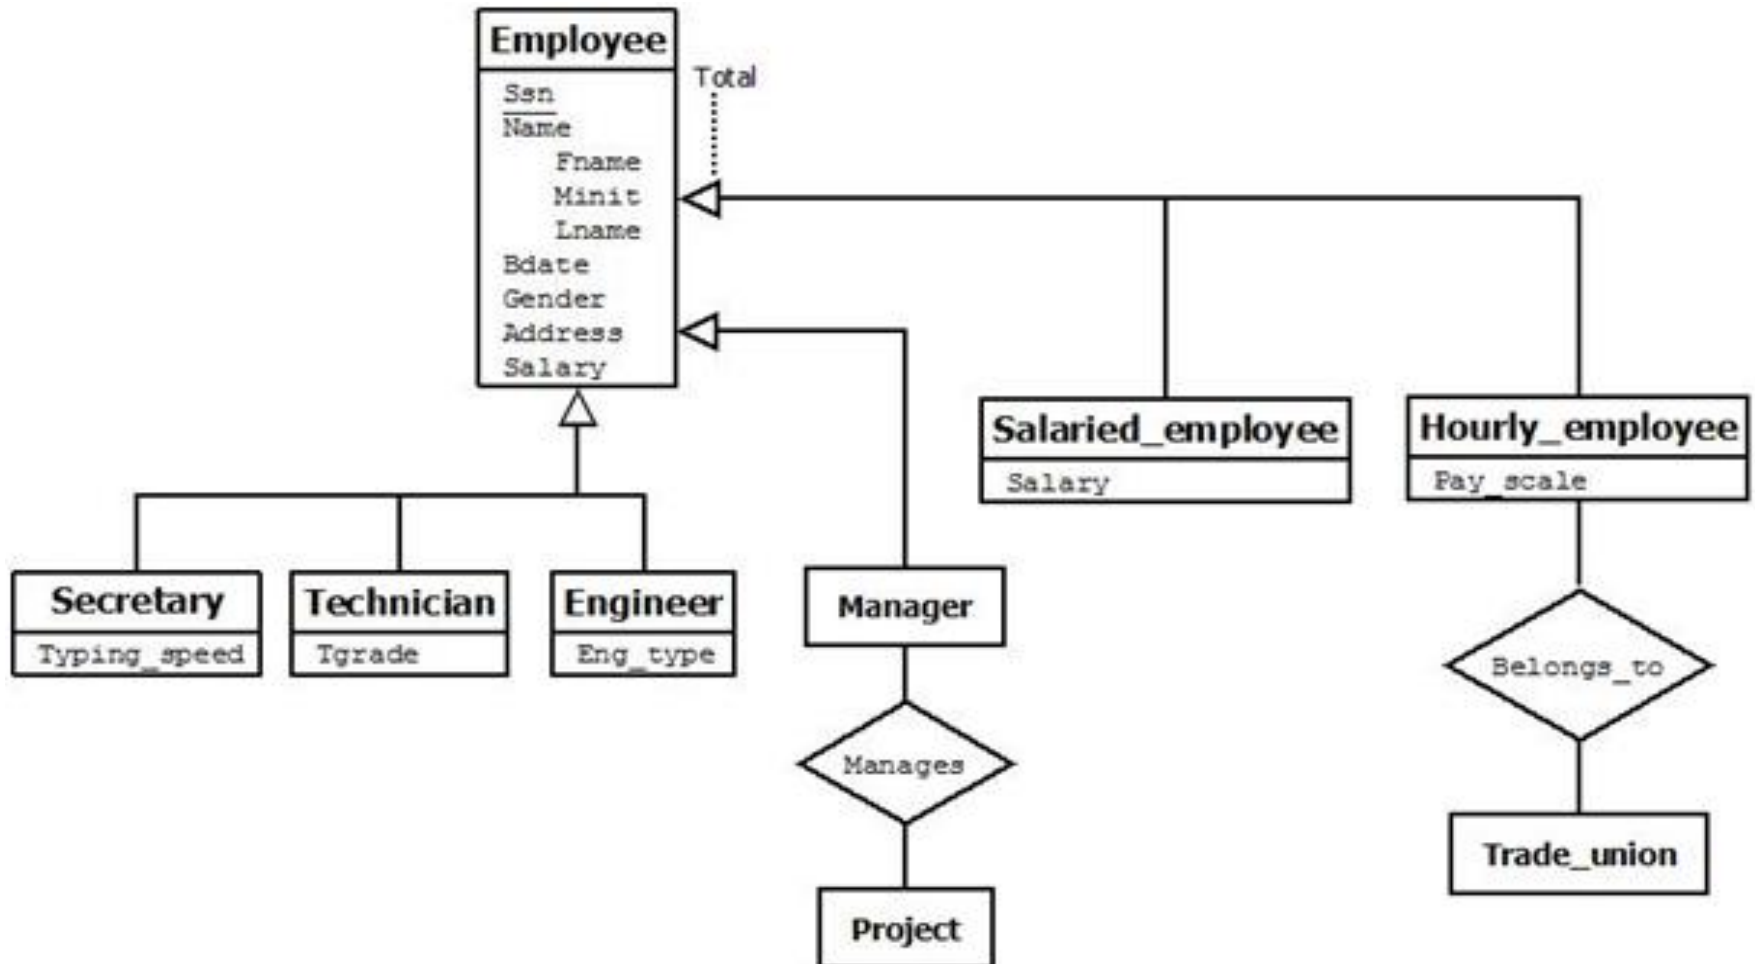 Employee
Ssn
Name
Fname
Minit
Lname
Bdate
Gender
Address
Salary
Total
Salaried_employee
Salary
Hourly_employee
Pay_scale
Secretary
Typing_speed
Technician
Tgrade
Engineer
Eng_type
Manager
Manages
Project
Belongs_to
Trade_union